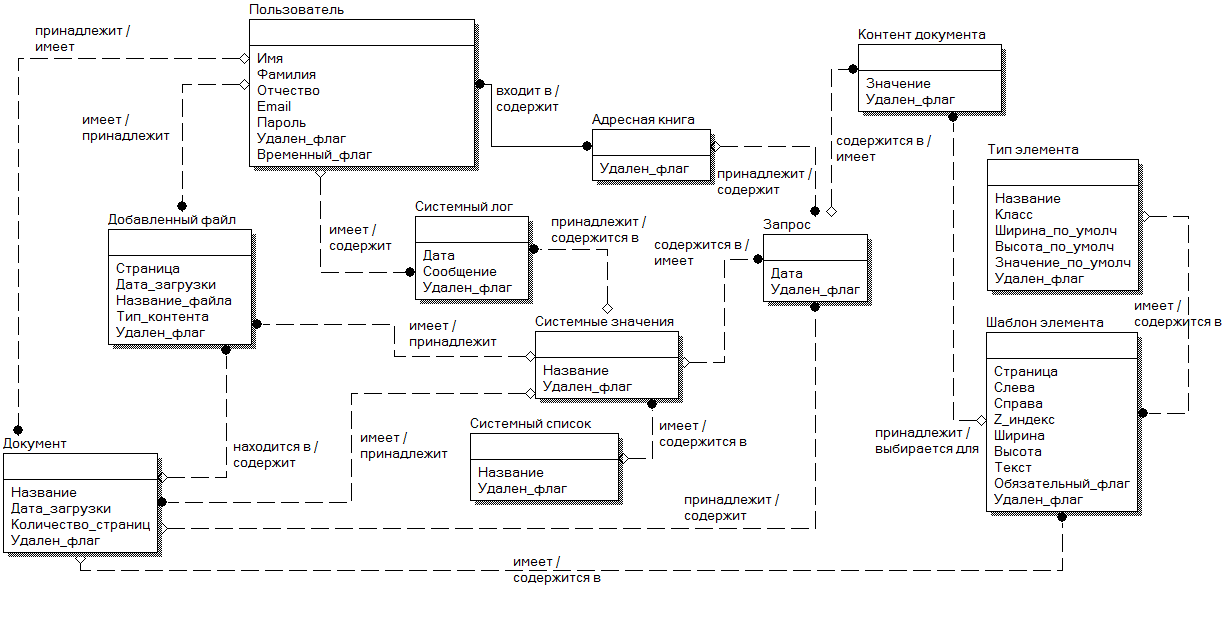 Пользователь
Имя
Фамилия
Отчество
Email
Пароль
Удален_флаг
Временный_флаг
принадлежит /
имеет
имеет /
принадлежит
входит в /
содержит
Адресная книга
Удален_флаг
Контент документа
Значение
Удален_флаг
содержится в /
имеет
принадлежит /
содержит
Тип элемента
Название
Класс
Ширина_по_умолч
Высота_по_умолч
Значение_по_умолч
Удален_флаг
Добавленный файл
Страница
Дата_загрузки
Название_файла
Тип_контента
Удален_флаг
имеет /
содержит
Системный лог
Дата
Сообщение
Удален_флаг
принадлежит /
содержится в
содержится в /
имеет
Запрос
Дата
Удален_флаг
имеет /
содержится в
имеет /
принадлежит
Системные значения
Название
Удален_флаг
Шаблон элемента
Страница
Слева
Справа
Z_индекс
Ширина
Высота
Текст
Обязательный_флаг
Удален_флаг
принадлежит /
выбирается для
Системный список
Название
Удален_флаг
имеет /
содержится в
находится в /
содержит
имеет /
принадлежит
Документ
Название
Дата_загрузки
Количество_страниц
Удален_флаг
принадлежит /
содержит
имеет /
содержится в